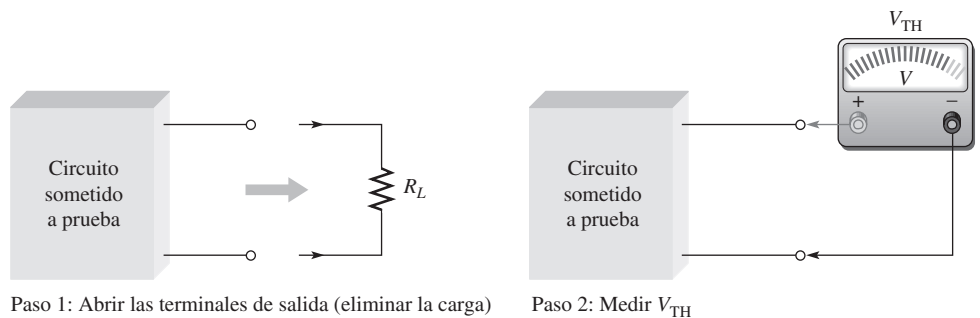 V_TH
V
+ −
Circuito
sometido
a prueba
R_L
Circuito
sometido
a prueba
Paso 1: Abrir las terminales de salida (eliminar la carga)
Paso 2: Medir V_TH